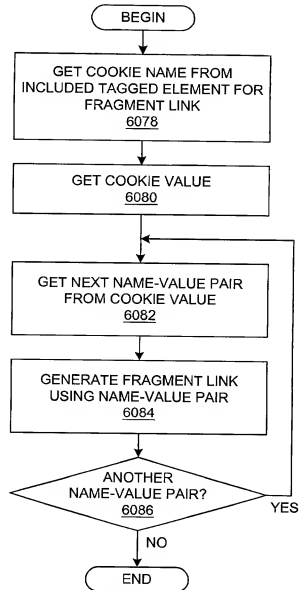 BEGIN
GET COOKIE NAME FROM
INCLUDED TAGGED ELEMENT FOR
FRAGMENT LINK
6078
GET COOKIE VALUE
6080
GET NEXT NAME-VALUE PAIR
FROM COOKIE VALUE
6082
GENERATE FRAGMENT LINK
USING NAME-VALUE PAIR
6084
ANOTHER
NAME-VALUE PAIR?
6086
YES
NO
END